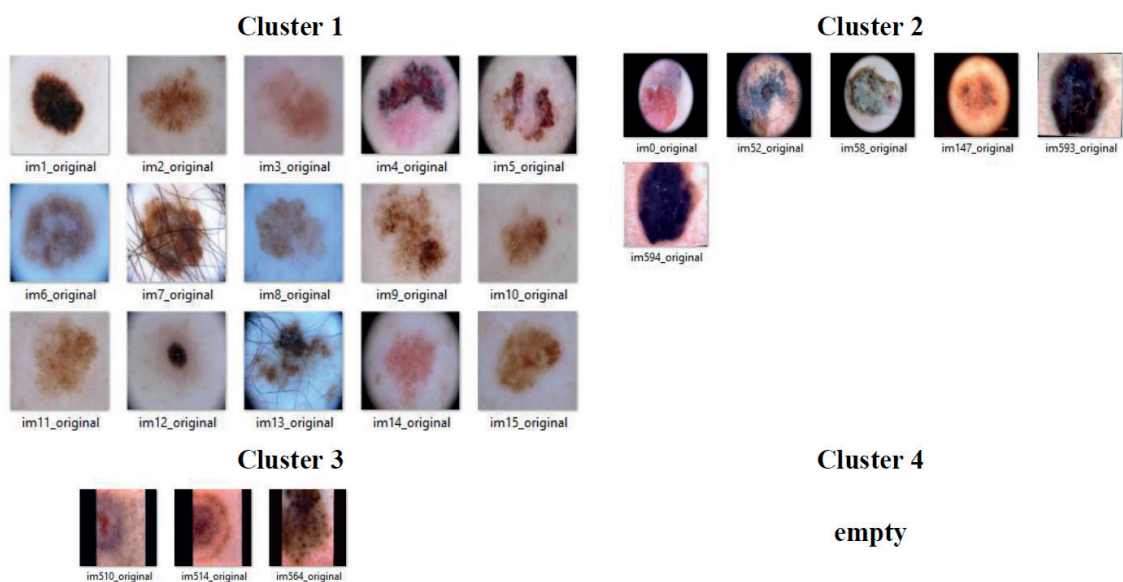 Cluster 1
im1_original im2_original im3_original im4_original im5_original
im6_original im7_original im8_original im9_original im10_original
im11_original im12_original im13_original im14_original im15_original
Cluster 2
im0_original im52_original im58_original im147_original im593_original
im594_original
Cluster 3
im510_original im514_original im564_original
Cluster 4
empty